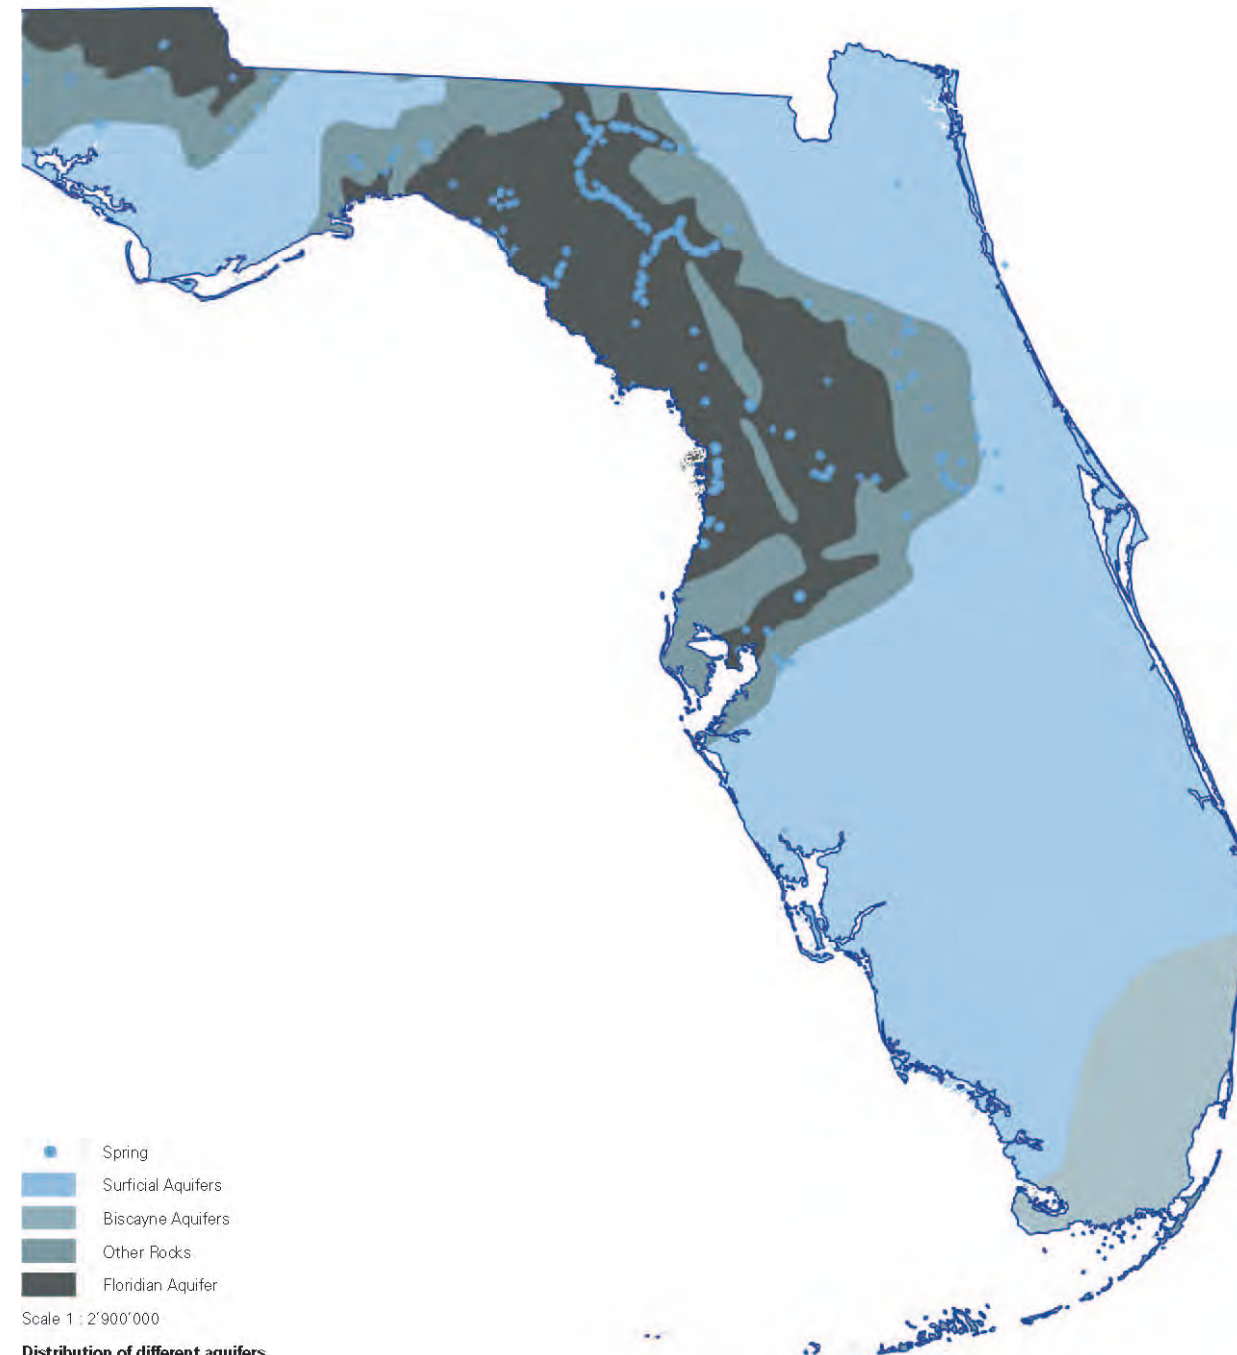 Spring
Surficial Aquifers
Biscayne Aquifers
Other Rocks
Floridian Aquifer
Scale 1 : 2'900'000
Distribution of different aquifers